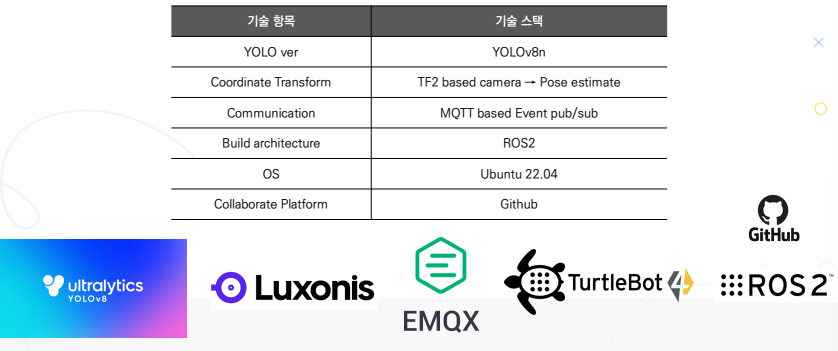 기술 항목 기술 스택
YOLO ver YOLOv8n
Coordinate Transform TF2 based camera → Pose estimate
Communication MQTT based Event pub/sub
Build architecture ROS2
OS Ubuntu 22.04
Collaborate Platform Github
GitHub
ultralytics
YOLOv8
Luxonis
EMQX
TurtleBot 4
ROS 2™